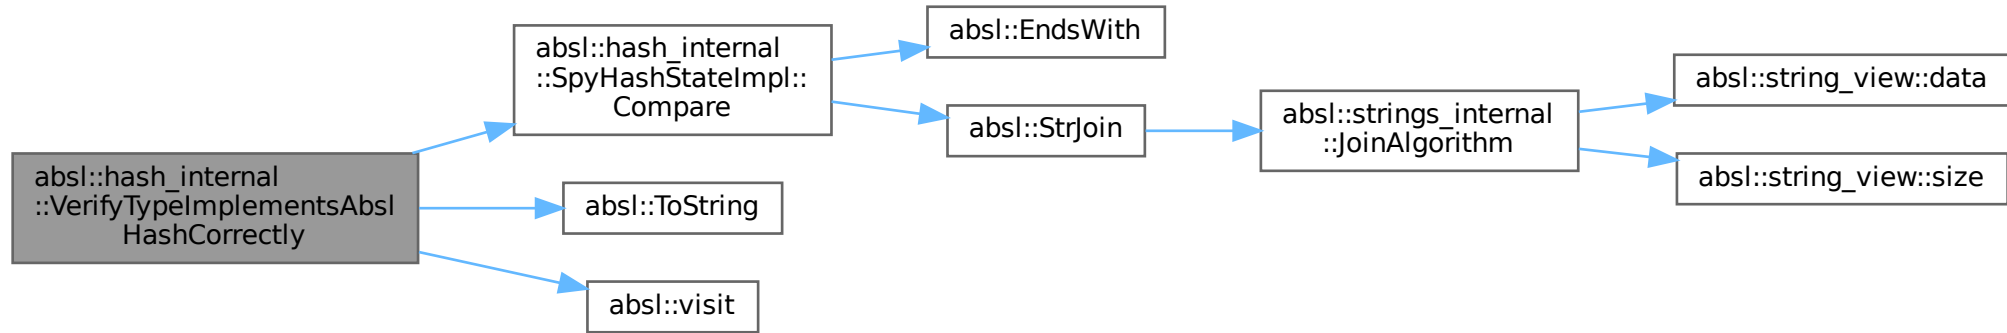 absl::hash_internal
::VerifyTypeImplementsAbsl
HashCorrectly
absl::hash_internal
::SpyHashStateImpl::
Compare
absl::EndsWith
absl::StrJoin
absl::strings_internal
::JoinAlgorithm
absl::string_view::data
absl::string_view::size
absl::ToString
absl::visit